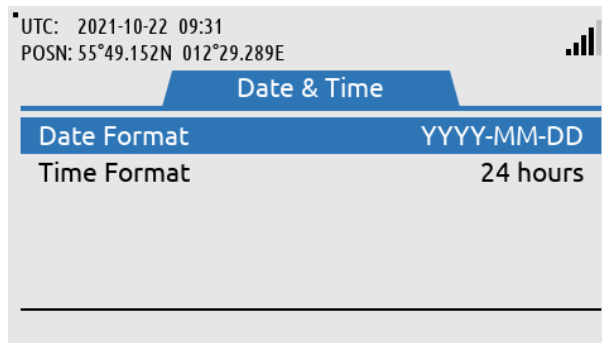 UTC: 2021-10-22 09:31
POSN: 55°49.152N 012°29.289E
Date & Time
Date Format YYYY-MM-DD
Time Format 24 hours